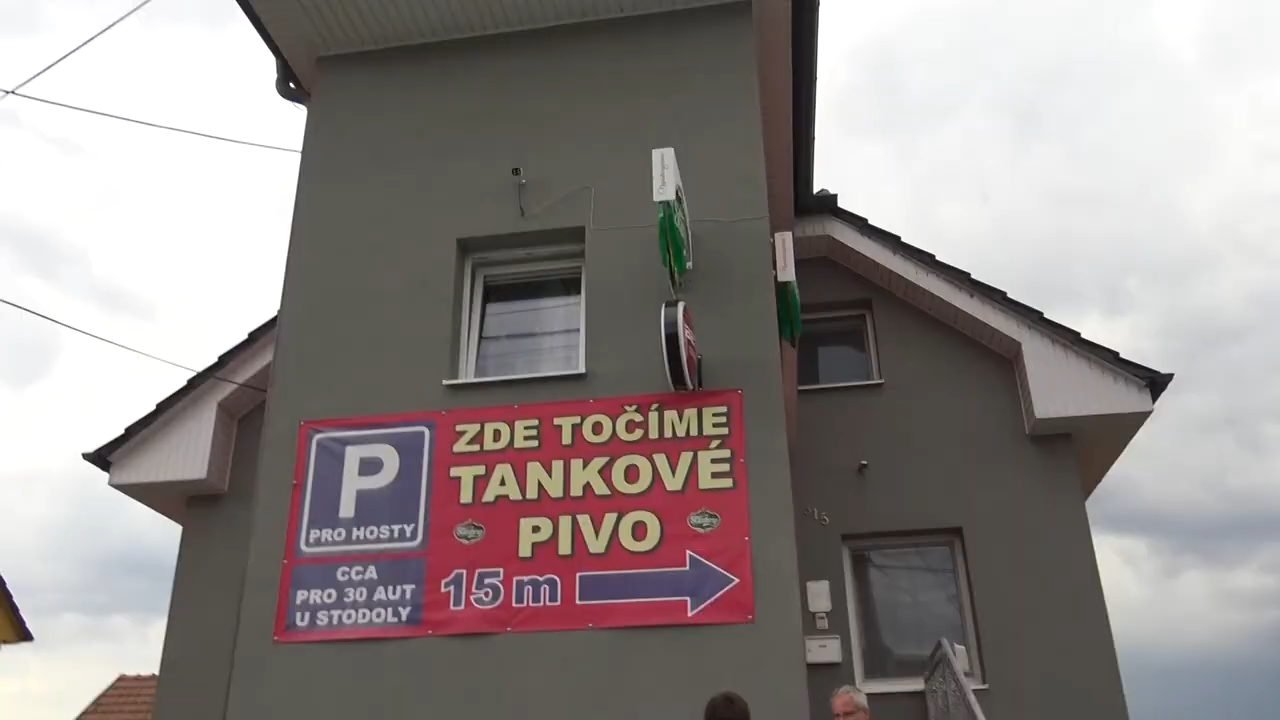 ZDE TOČÍME
TANKOVÉ
PIVO
15 m
P
PRO HOSTY
CCA
PRO 30 AUT
U STODOLY